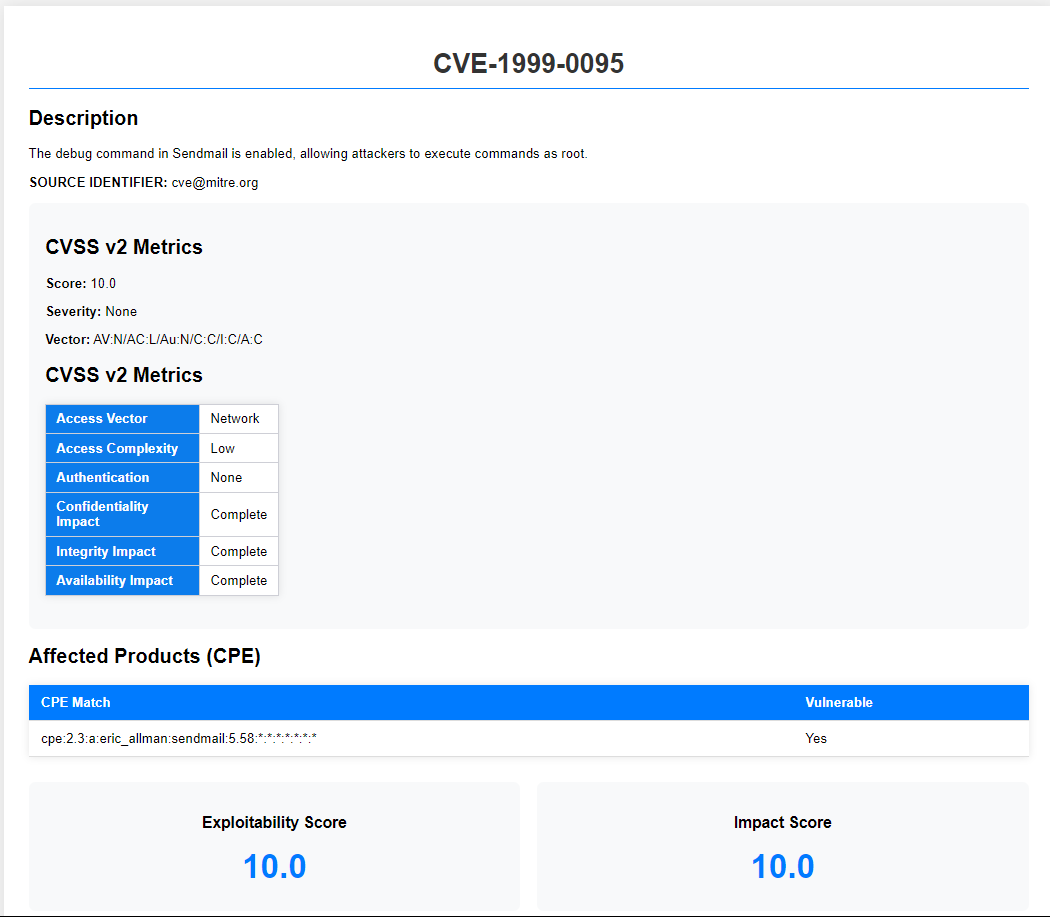 CVE-1999-0095
Description
The debug command in Sendmail is enabled, allowing attackers to execute commands as root.
SOURCE IDENTIFIER: cve@mitre.org
CVSS v2 Metrics
Score: 10.0
Severity: None
Vector: AV:N/AC:L/Au:N/C:C/I:C/A:C
CVSS v2 Metrics
Access Vector Network
Access Complexity Low
Authentication None
Confidentiality
Impact Complete
Integrity Impact Complete
Availability Impact Complete
Affected Products (CPE)
CPE Match Vulnerable
cpe:2.3:a:eric_allman:sendmail:5.58:*:*:*:*:*:*:* Yes
Exploitability Score Impact Score
10.0 10.0